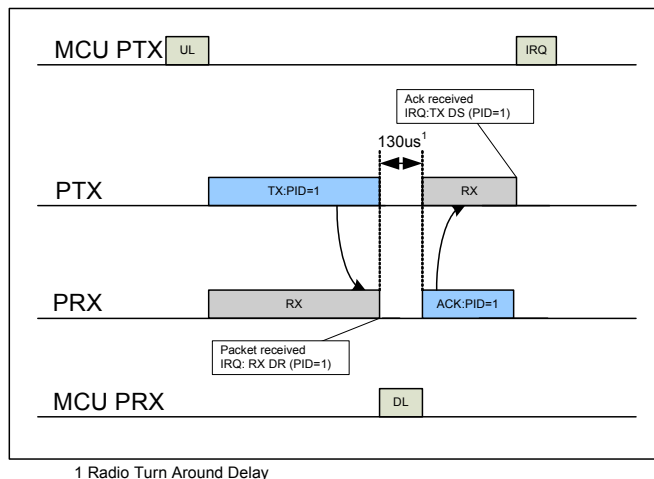 MCU PTX
UL
IRQ
Ack received
IRQ:TX DS (PID=1)
130us1
PTX
TX:PID=1
RX
PRX
RX
ACK:PID=1
Packet received
IRQ: RX DR (PID=1)
MCU PRX
DL
1 Radio Turn Around Delay